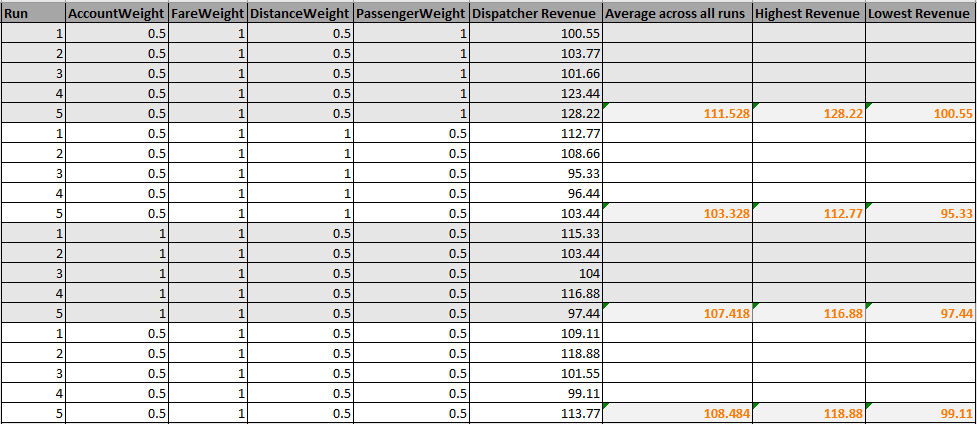 Run AccountWeight FareWeight DistanceWeight PassengerWeight Dispatcher Revenue Average across all runs Highest Revenue Lowest Revenue
1 0.5 1 0.5 1 100.55
2 0.5 1 0.5 1 103.77
3 0.5 1 0.5 1 101.66
4 0.5 1 0.5 1 123.44
5 0.5 1 0.5 1 128.22 111.528 128.22 100.55
1 0.5 1 1 0.5 112.77
2 0.5 1 1 0.5 108.66
3 0.5 1 1 0.5 95.33
4 0.5 1 1 0.5 96.44
5 0.5 1 1 0.5 103.44 103.328 112.77 95.33
1 1 1 0.5 0.5 115.33
2 1 1 0.5 0.5 103.44
3 1 1 0.5 0.5 104
4 1 1 0.5 0.5 116.88
5 1 1 0.5 0.5 97.44 107.418 116.88 97.44
1 0.5 1 0.5 0.5 109.11
2 0.5 1 0.5 0.5 118.88
3 0.5 1 0.5 0.5 101.55
4 0.5 1 0.5 0.5 99.11
5 0.5 1 0.5 0.5 113.77 108.484 118.88 99.11